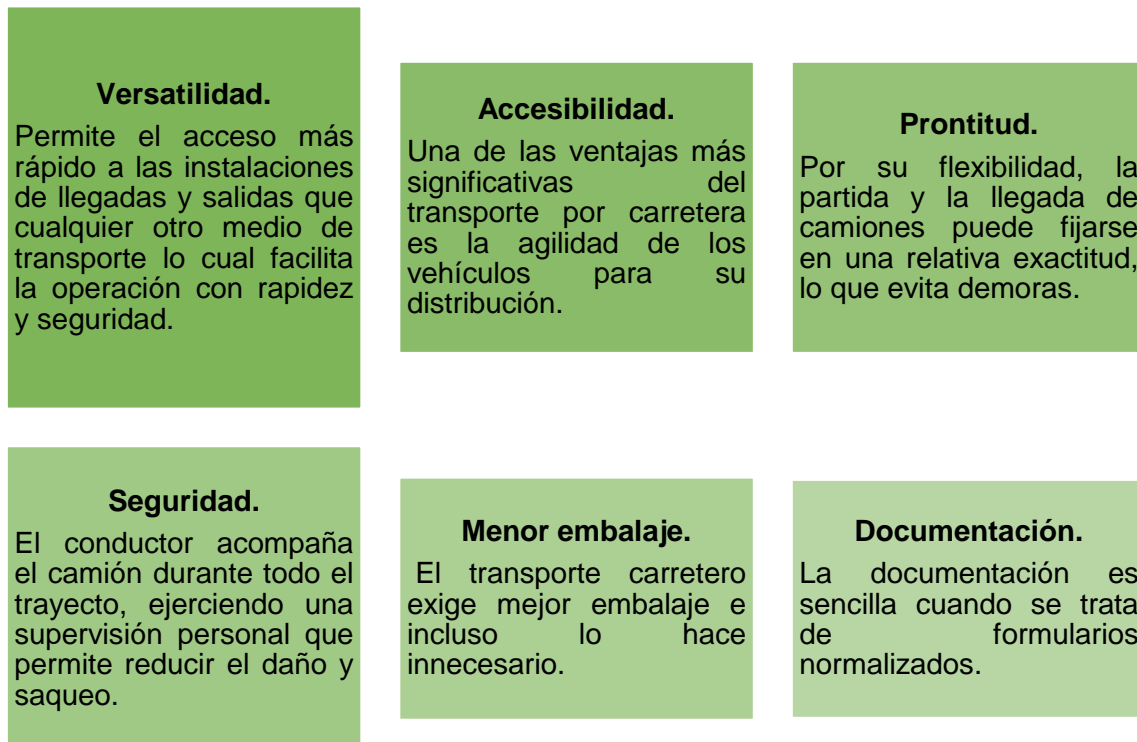 Versatilidad.
Permite el acceso más
rápido a las instalaciones
de llegadas y salidas que
cualquier otro medio de
transporte lo cual facilita
la operación con rapidez
y seguridad.
Accesibilidad.
Una de las ventajas más
significativas del
transporte por carretera
es la agilidad de los
vehículos para su
distribución.
Prontitud.
Por su flexibilidad, la
partida y la llegada de
camiones puede fijarse
en una relativa exactitud,
lo que evita demoras.
Seguridad.
El conductor acompaña
el camión durante todo el
trayecto, ejerciendo una
supervisión personal que
permite reducir el daño y
saqueo.
Menor embalaje.
El transporte carretero
exige mejor embalaje e
incluso lo hace
innecesario.
Documentación.
La documentación es
sencilla cuando se trata
de formularios
normalizados.